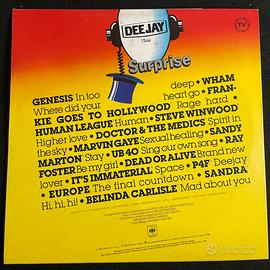 DEEJAY
Time
Surprise
TV
GENESIS In too deep • WHAM
Where did your heart go • FRAN-
KIE GOES TO HOLLYWOOD Rage hard •
HUMAN LEAGUE Human • STEVE WINWOOD
Higher love • DOCTOR & THE MEDICS Spirit in
the sky • MARVIN GAYE Sexual healing • SANDY
MARTON Stay • UB 40 Sing our own song • RAY
FOSTER Be my girl • DEAD OR ALIVE Brand new
lover • IT'S IMMATERIAL Space • P4F Deejay
• EUROPE The final countdown • SANDRA
Hi, hi, hi! • BELINDA CARLISLE Mad about you